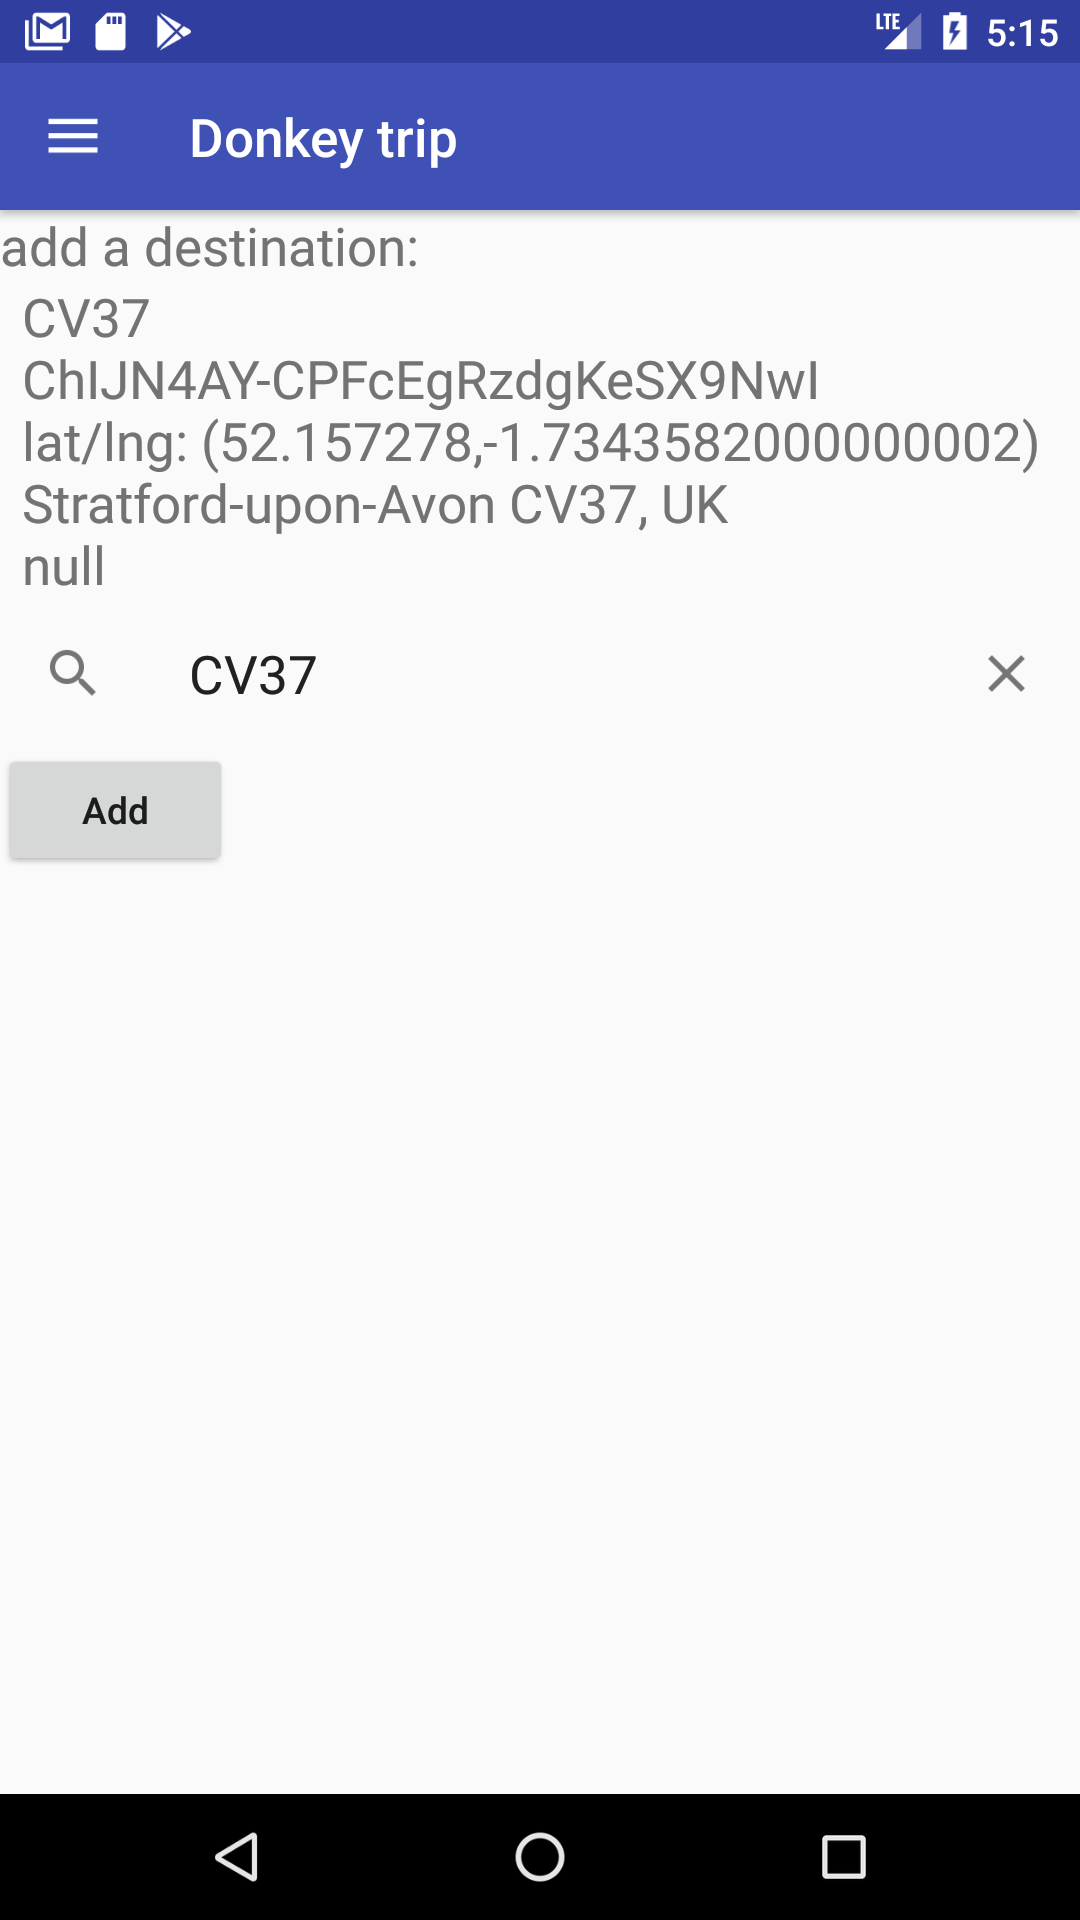 LTE 5:15
Donkey trip
add a destination:
CV37
ChIJN4AY-CPFcEgRzdgKeSX9NwI
lat/lng: (52.157278,-1.7343582000000002)
Stratford-upon-Avon CV37, UK
null
CV37
Add